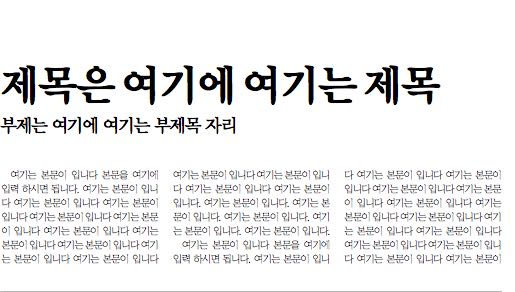 제목은 여기에 여기는 제목
부제는 여기에 여기는 부제목 자리
여기는 본문이 입니다 본문을 여기에
입력 하시면 됩니다. 여기는 본문이 입니
다 여기는 본문이 입니다 여기는 본문
이 입니다 여기는 본문이 입니다 여기는
입니다 여기는 본문이 입니다 여기는 본문
이 입니다 여기는 본문이 입니다 여기는
본문이 입니다 여기는 본문이 입니다 여기
는 본문이 입니다 여기는 본문이 입니다
여기는 본문이 입니다 여기는 본문이 입니
다 여기는 본문이 입니다 여기는 본문이
입니다. 여기는 본문이 입니다. 여기는 본
문이 입니다. 여기는 본문이 입니다. 여기
는 본문이 입니다 여기는 본문이 입니다
여기는 본문이 입니다 본문을 여기에
입력 하시면 됩니다. 여기는 본문이 입니
다 여기는 본문이 입니다 여기는 본문이
입니다 여기는 본문이 입니다 여기는 본문
이 입니다 여기는 본문이 입니다 여기는
본문이 입니다 여기는 본문이 입니다 여기
는 본문이 입니다 여기는 본문이 입니다
여기는 본문이 입니다 여기는 본문이 입니
다 여기는 본문이 입니다 여기는 본문이